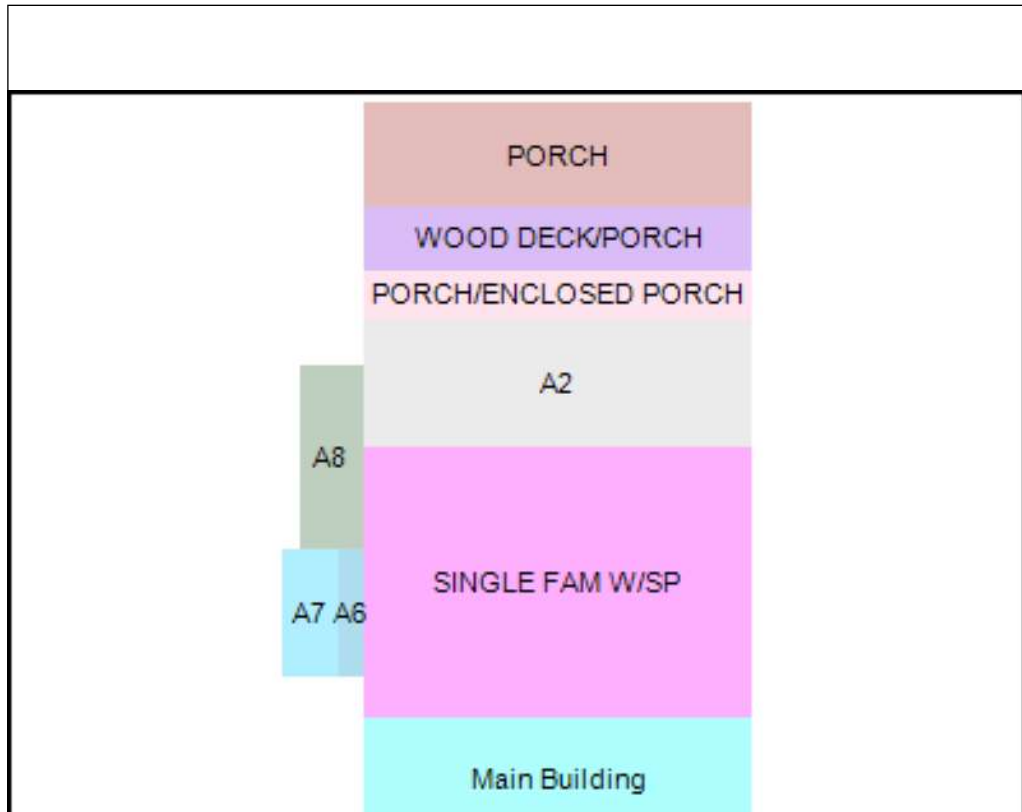 PORCH
WOOD DECK/PORCH
PORCH/ENCLOSED PORCH
A2
A8
SINGLE FAM W/SP
A7 A6
Main Building